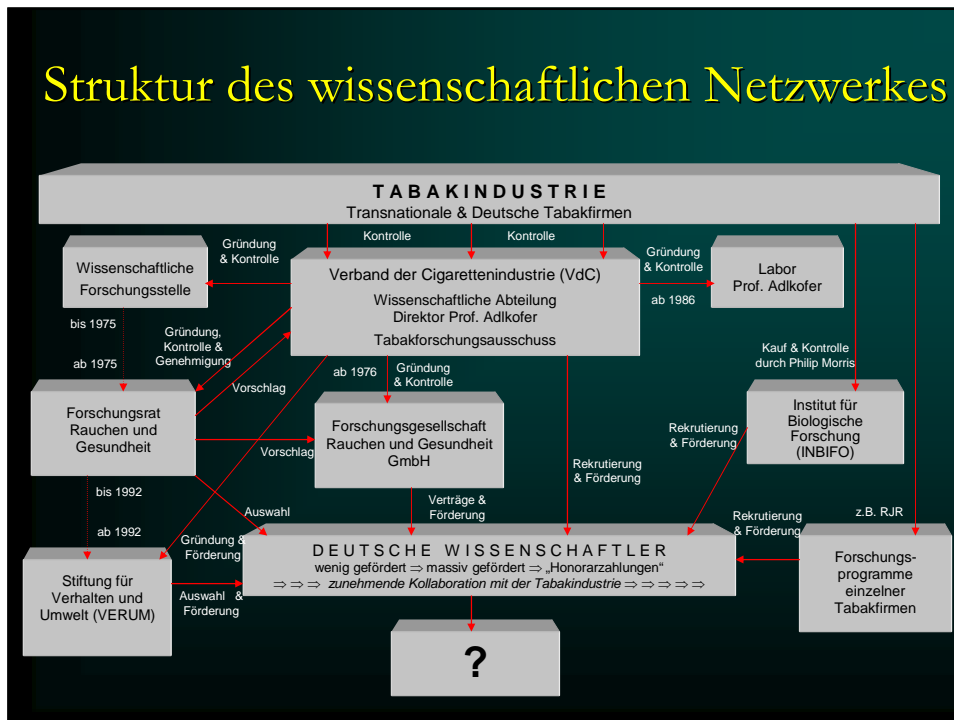 Struktur des wissenschaftlichen Netzwerkes
TABAKINDUSTRIE
Transnationale & Deutsche Tabakfirmen
Kontrolle
Kontrolle
Gründung
& Kontrolle
Gründung
& Kontrolle
Wissenschaftliche
Forschungsstelle
Verband der Cigarettenindustrie (VdC)
Wissenschaftliche Abteilung
Direktor Prof. Adlkofer
Tabakforschungsausschuss
Labor
Prof. Adlkofer
ab 1986
bis 1975
ab 1975
Gründung,
Kontrolle &
Genehmigung
Vorschlag
ab 1976
Gründung
& Kontrolle
Kauf & Kontrolle
durch Philip Morris
Forschungsrat
Rauchen und
Gesundheit
Forschungsgesellschaft
Rauchen und Gesundheit
GmbH
Institut für
Biologische
Forschung
(INBIFO)
Vorschlag
Rekrutierung
& Förderung
Rekrutierung
& Förderung
bis 1992
ab 1992
Auswahl
Verträge &
Förderung
Rekrutierung
& Förderung
z.B. RJR
Gründung &
Förderung
DEUTSCHE WISSENSCHAFTLER
wenig gefördert ⇒ massiv gefördert ⇒ „Honorarzahlungen“
⇒ ⇒ ⇒ zunehmende Kollaboration mit der Tabakindustrie ⇒ ⇒ ⇒ ⇒ ⇒
Stiftung für
Verhalten und
Umwelt (VERUM)
Auswahl &
Förderung
Forschungs-
programme
einzelner
Tabakfirmen
?